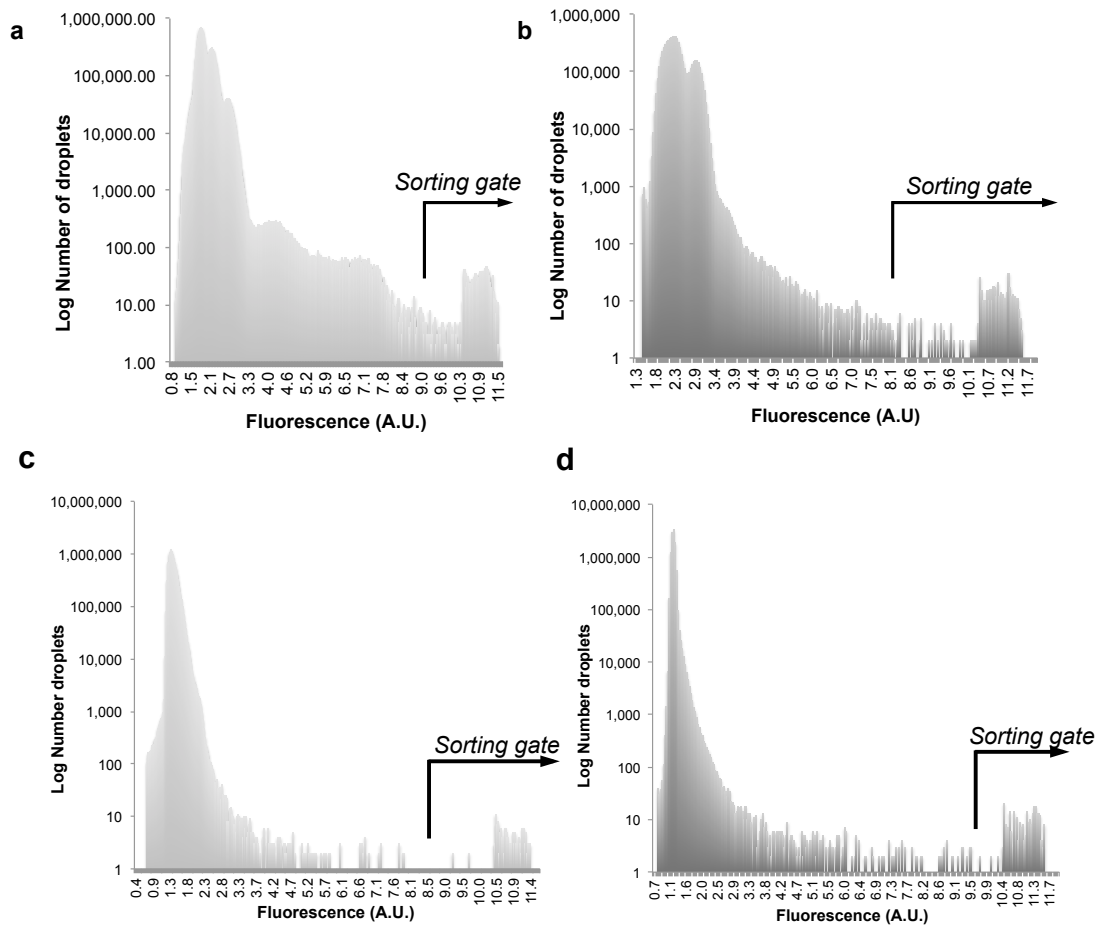 a
Log Number of droplets
1,000,000.00
100,000.00
10,000.00
1,000.00
100.00
10.00
1.00
Sorting gate
0.8 1.5 2.1 2.7 3.3 4.0 4.6 5.2 5.9 6.5 7.1 7.8 8.4 9.0 9.6 10.3 10.9 11.5
Fluorescence (A.U.)
b
Log Number of droplets
1,000,000
100,000
10,000
1,000
100
10
1
Sorting gate
1.3 1.8 2.3 2.9 3.4 3.9 4.4 4.9 5.5 6.0 6.5 7.0 7.5 8.1 8.6 9.1 9.6 10.1 10.7 11.2 11.7
Fluorescence (A.U)
c
Log Number droplets
10,000,000
1,000,000
100,000
10,000
1,000
100
10
1
Sorting gate
0.4 0.9 1.3 1.8 2.3 2.8 3.3 3.7 4.2 4.7 5.2 5.7 6.1 6.6 7.1 7.6 8.1 8.5 9.0 9.5 10.0 10.5 10.9 11.4
Fluorescence (A.U.)
d
Log Number of droplets
10,000,000
1,000,000
100,000
10,000
1,000
100
10
1
Sorting gate
0.7 1.1 1.6 2.0 2.5 2.9 3.3 3.8 4.2 4.7 5.1 5.5 6.0 6.4 6.9 7.3 7.7 8.2 8.6 9.1 9.5 9.9 10.4 10.8 11.3 11.7
Fluorescence (A.U.)